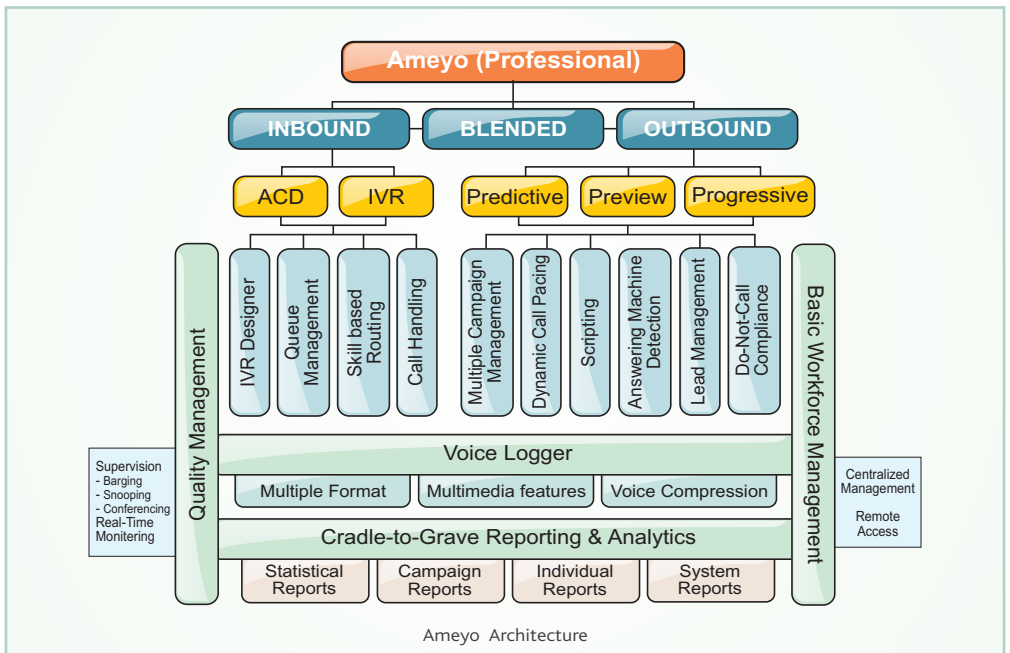 Ameyo (Professional)
INBOUND
BLENDED
OUTBOUND
ACD
IVR
Predictive
Preview
Progressive
Quality Management
IVR Designer
Queue
Management
Skill based
Routing
Call Handling
Multiple Campaign
Management
Dynamic Call Pacing
Scripting
Answering Machine
Detection
Lead Management
Do-Not-Call
Compliance
Basic Workforce Management
Supervision
- Barging
- Snooping
- Conferencing
Real-Time
Monitering
Voice Logger
Multiple Format
Multimedia features
Voice Compression
Centralized
Management
Remote
Access
Cradle-to-Grave Reporting & Analytics
Statistical
Reports
Campaign
Reports
Individual
Reports
System
Reports
Ameyo Architecture